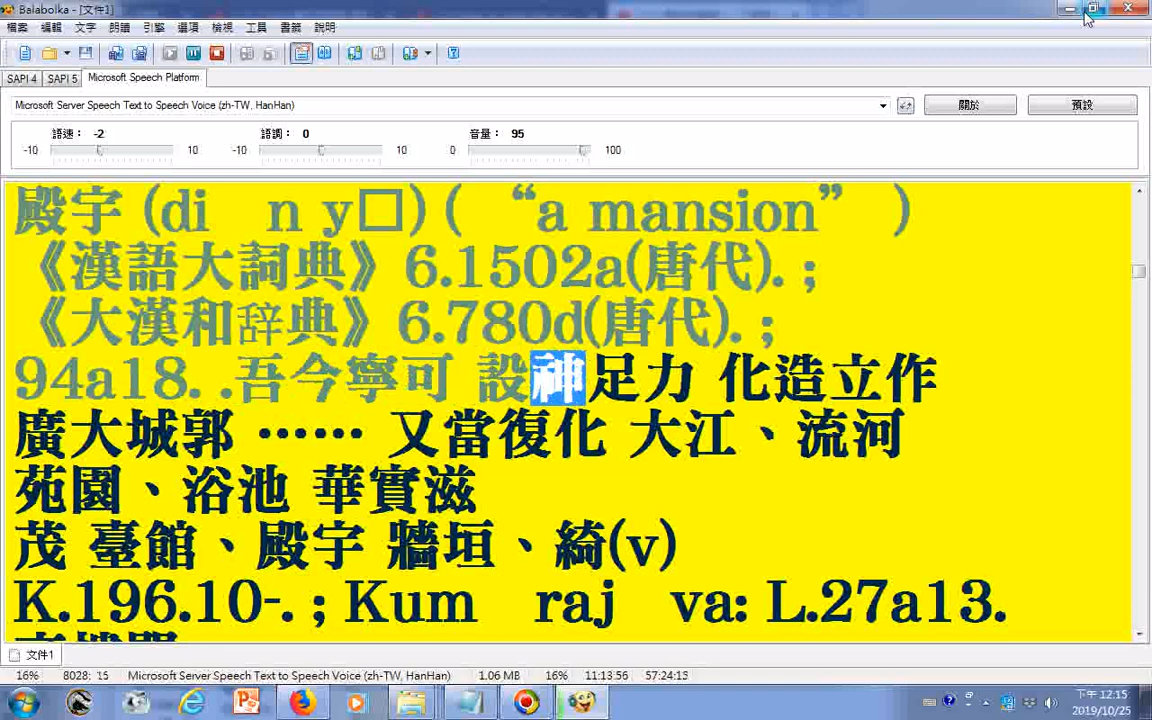 Balabolka - [文件1]
檔案 編輯 文字 朗讀 引擎 選項 檢視 工具 書籤 說明
SAPI 4 SAPI 5 Microsoft Speech Platform
Microsoft Server Speech Text to Speech Voice (zh-TW, HanHan) 關於 預設
語速： -2 語調： 0 音量： 95
-10 10 -10 10 0 100
殿宇 (di n y□) ( “a mansion” )
《漢語大詞典》6.1502a(唐代). ;
《大漢和辞典》6.780d(唐代). ;
94a18. .吾今寧可 設神足力 化造立作
廣大城郭 …… 又當復化 大江、流河
苑園、浴池 華實滋
茂 臺館、殿宇 牆垣、綺(v)
K.196.10-. ; Kum raj va: L.27a13.
文件1
16% 8028: 15 Microsoft Server Speech Text to Speech Voice (zh-TW, HanHan) 1.06 MB 16% 11:13:56 57:24:13
下午 12:15
2019/10/25